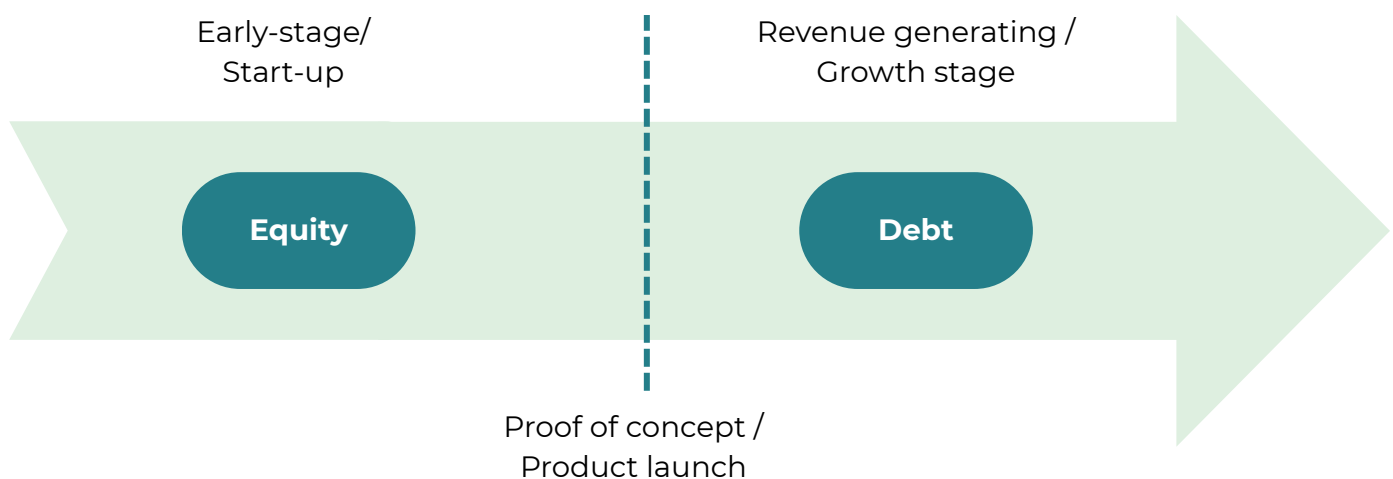 Early-stage/
Start-up
Revenue generating /
Growth stage
Equity
Debt
Proof of concept /
Product launch